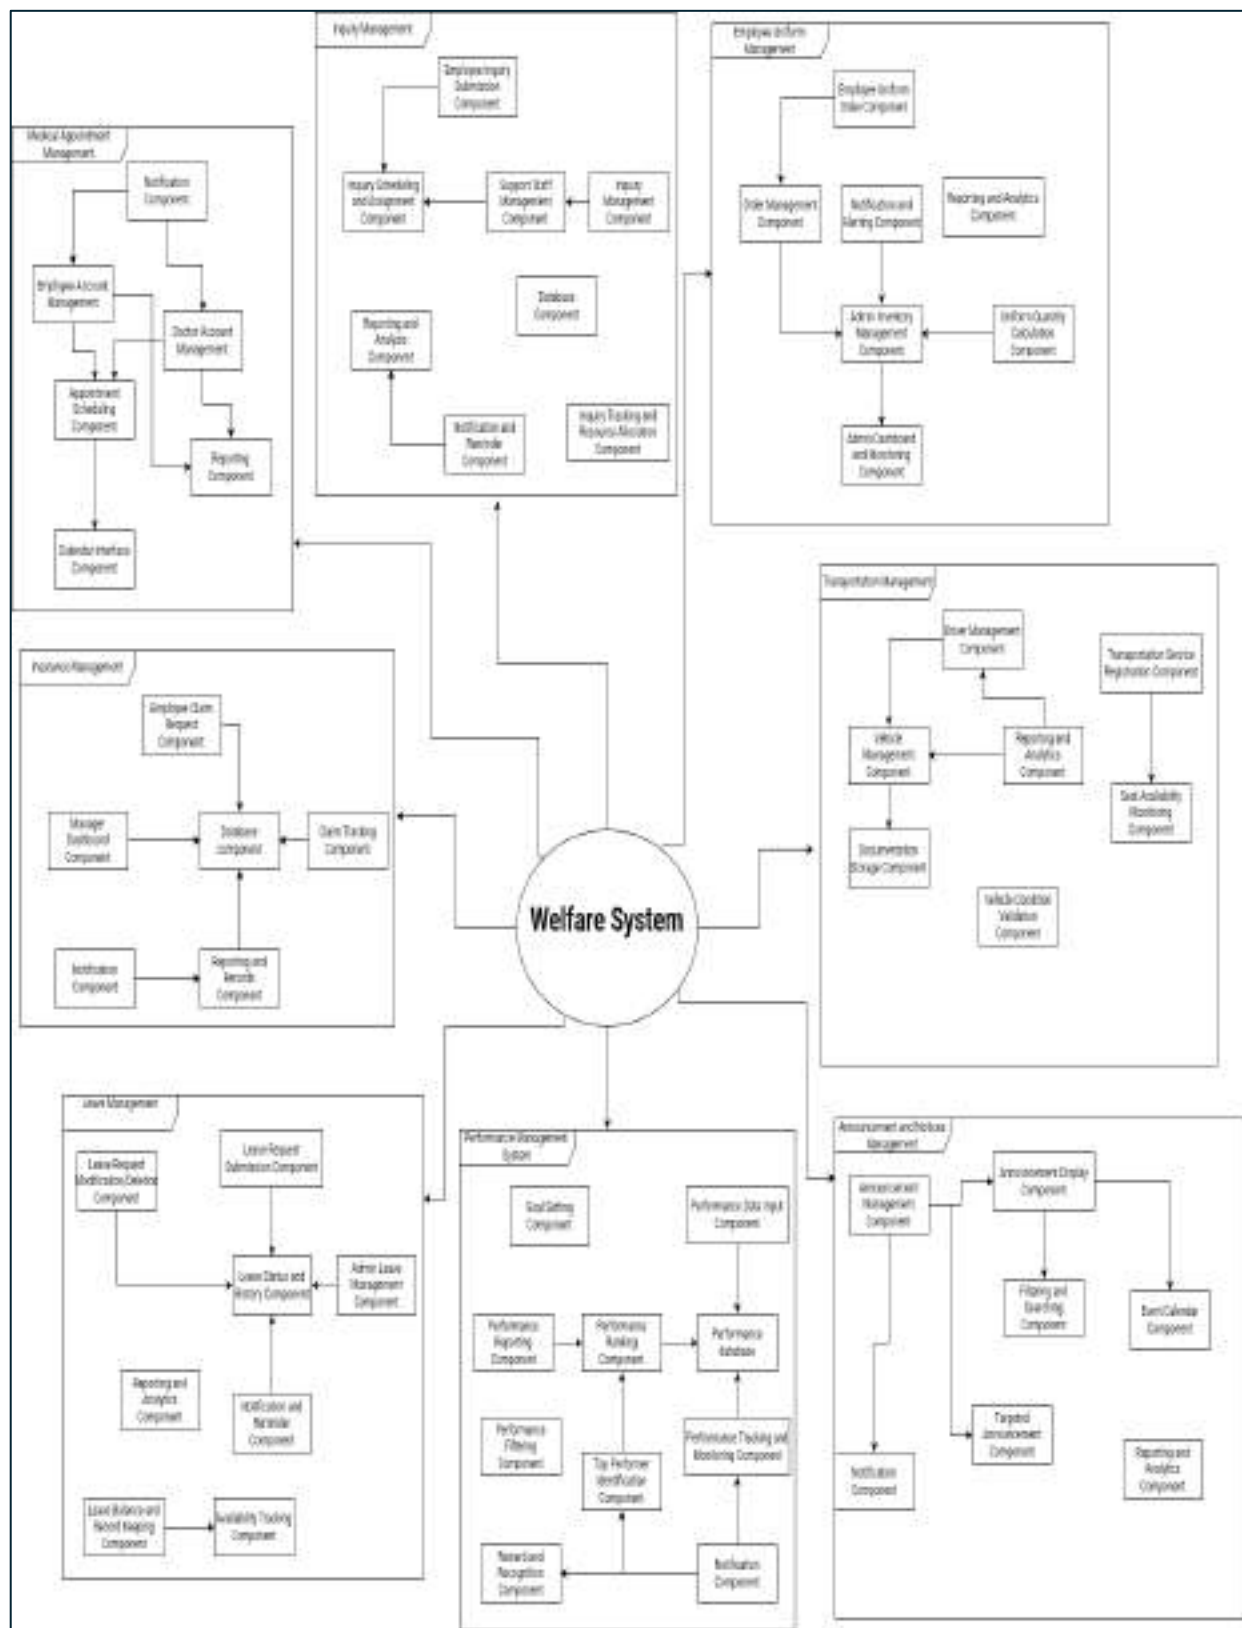 Inquiry Management
Employee Inquiry
Submission
Component
Inquiry Scheduling
and Assignment
Component
Support Staff
Management
Component
Inquiry
Management
Component
Database
Component
Reporting and
Analysis
Component
Notification and
Reminder
Component
Inquiry Tracking and
Resource Allocation
Component
Employee Uniform
Management
Employee Uniform
Order Component
Order Management
Component
Notification and
Alerting Component
Reporting and Analytics
Component
Admin Inventory
Management
Component
Uniform Quantity
Calculation
Component
Admin Dashboard
and Monitoring
Component
Medical Appointment
Management
Notification
Component
Employee Account
Management
Doctor Account
Management
Appointment
Scheduling
Component
Reporting
Component
Calendar Interface
Component
Transportation Management
Driver Management
Component
Transportation Service
Registration Component
Vehicle
Management
Component
Reporting and
Analytics
Component
Seat Availability
Monitoring
Component
Documentation
Storage Component
Vehicle Condition
Validation
Component
Insurance Management
Employee Claim
Request
Component
Manager
Dashboard
Component
Database
component
Claim Tracking
Component
Notification
Component
Reporting and
Records
Component
Welfare System
Leave Management
Leave Request
Modification/Deletion
Component
Leave Request
Submission Component
Leave Status and
History Component
Admin Leave
Management
Component
Reporting and
Analytics
Component
Notification and
Reminder
Component
Leave Balance and
Record Keeping
Component
Availability Tracking
Component
Performance Management
System
Goal Setting
Component
Performance Data Input
Component
Performance
Reporting
Component
Performance
Ranking
Component
Performance
database
Performance
Filtering
Component
Top Performer
Identification
Component
Performance Tracking and
Monitoring Component
Reward and
Recognition
Component
Notification
Component
Announcement and Notices
Management
Announcement
Management
Component
Announcement Display
Component
Filtering and
Searching
Component
Event Calendar
Component
Targeted
Announcement
Component
Notification
Component
Reporting and
Analytics
Component